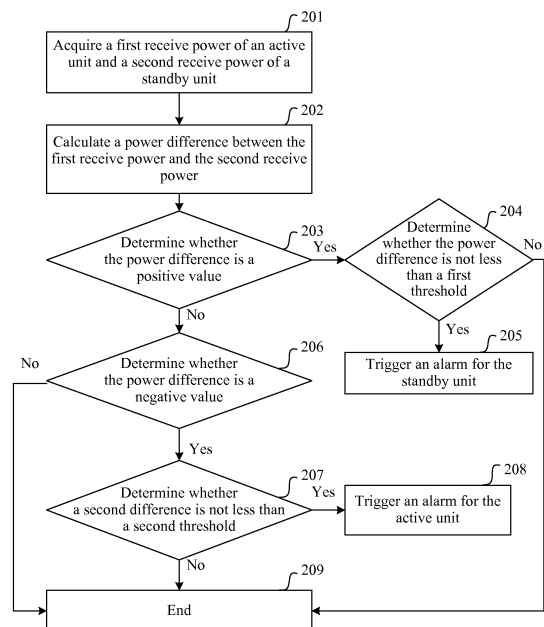 201
Acquire a first receive power of an active
unit and a second receive power of a
standby unit
202
Calculate a power difference between the
first receive power and the second receive
power
203
Determine whether
the power difference is a
positive value
Yes
204
Determine
whether the power
difference is not less
than a first
threshold
No
Yes
205
Trigger an alarm for the
standby unit
No
206
Determine whether
the power difference is a
negative value
No
Yes
207
Determine whether
a second difference is not less than
a second threshold
Yes
208
Trigger an alarm for the
active unit
No
209
End